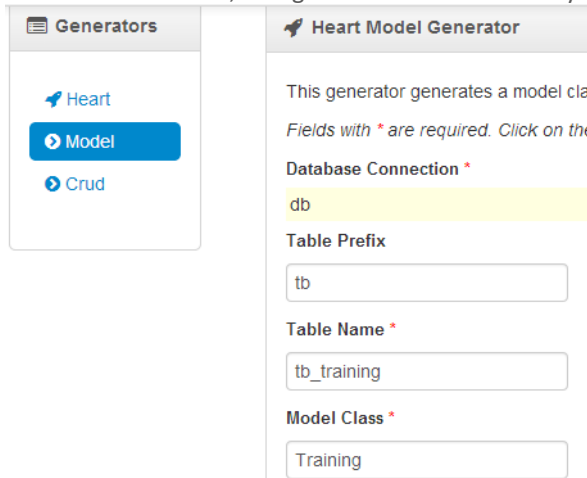 Generators
Heart
Model
Crud
Heart Model Generator
This generator generates a model cla
Fields with * are required. Click on the
Database Connection *
db
Table Prefix
tb
Table Name *
tb_training
Model Class *
Training